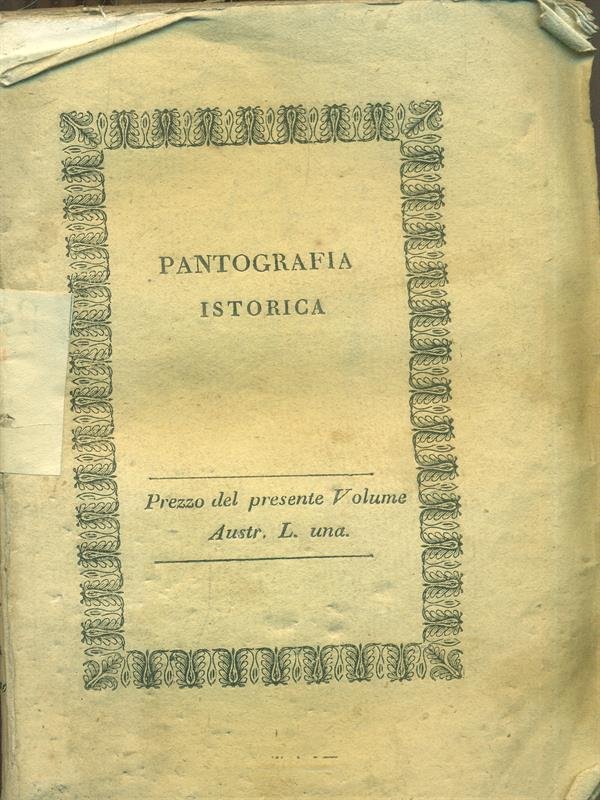 PANTOGRAFIA
ISTORICA
Prezzo del presente Volume
Austr. L. una.